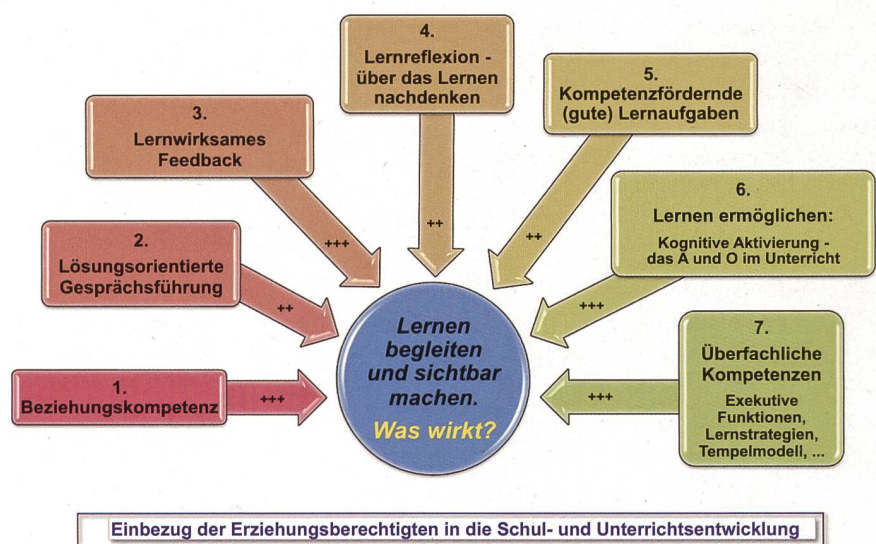 1.
Beziehungskompetenz
+++
2.
Lösungsorientierte
Gesprächsführung
++
3.
Lernwirksames
Feedback
+++
4.
Lernreflexion -
über das Lernen
nachdenken
++
5.
Kompetenzfördernde
(gute) Lernaufgaben
++
6.
Lernen ermöglichen:
Kognitive Aktivierung -
das A und O im Unterricht
+++
7.
Überfachliche
Kompetenzen
Exekutive
Funktionen,
Lernstrategien,
Tempelmodell, ...
+++
Lernen
begleiten
und sichtbar
machen.
Was wirkt?
Einbezug der Erziehungsberechtigten in die Schul- und Unterrichtsentwicklung